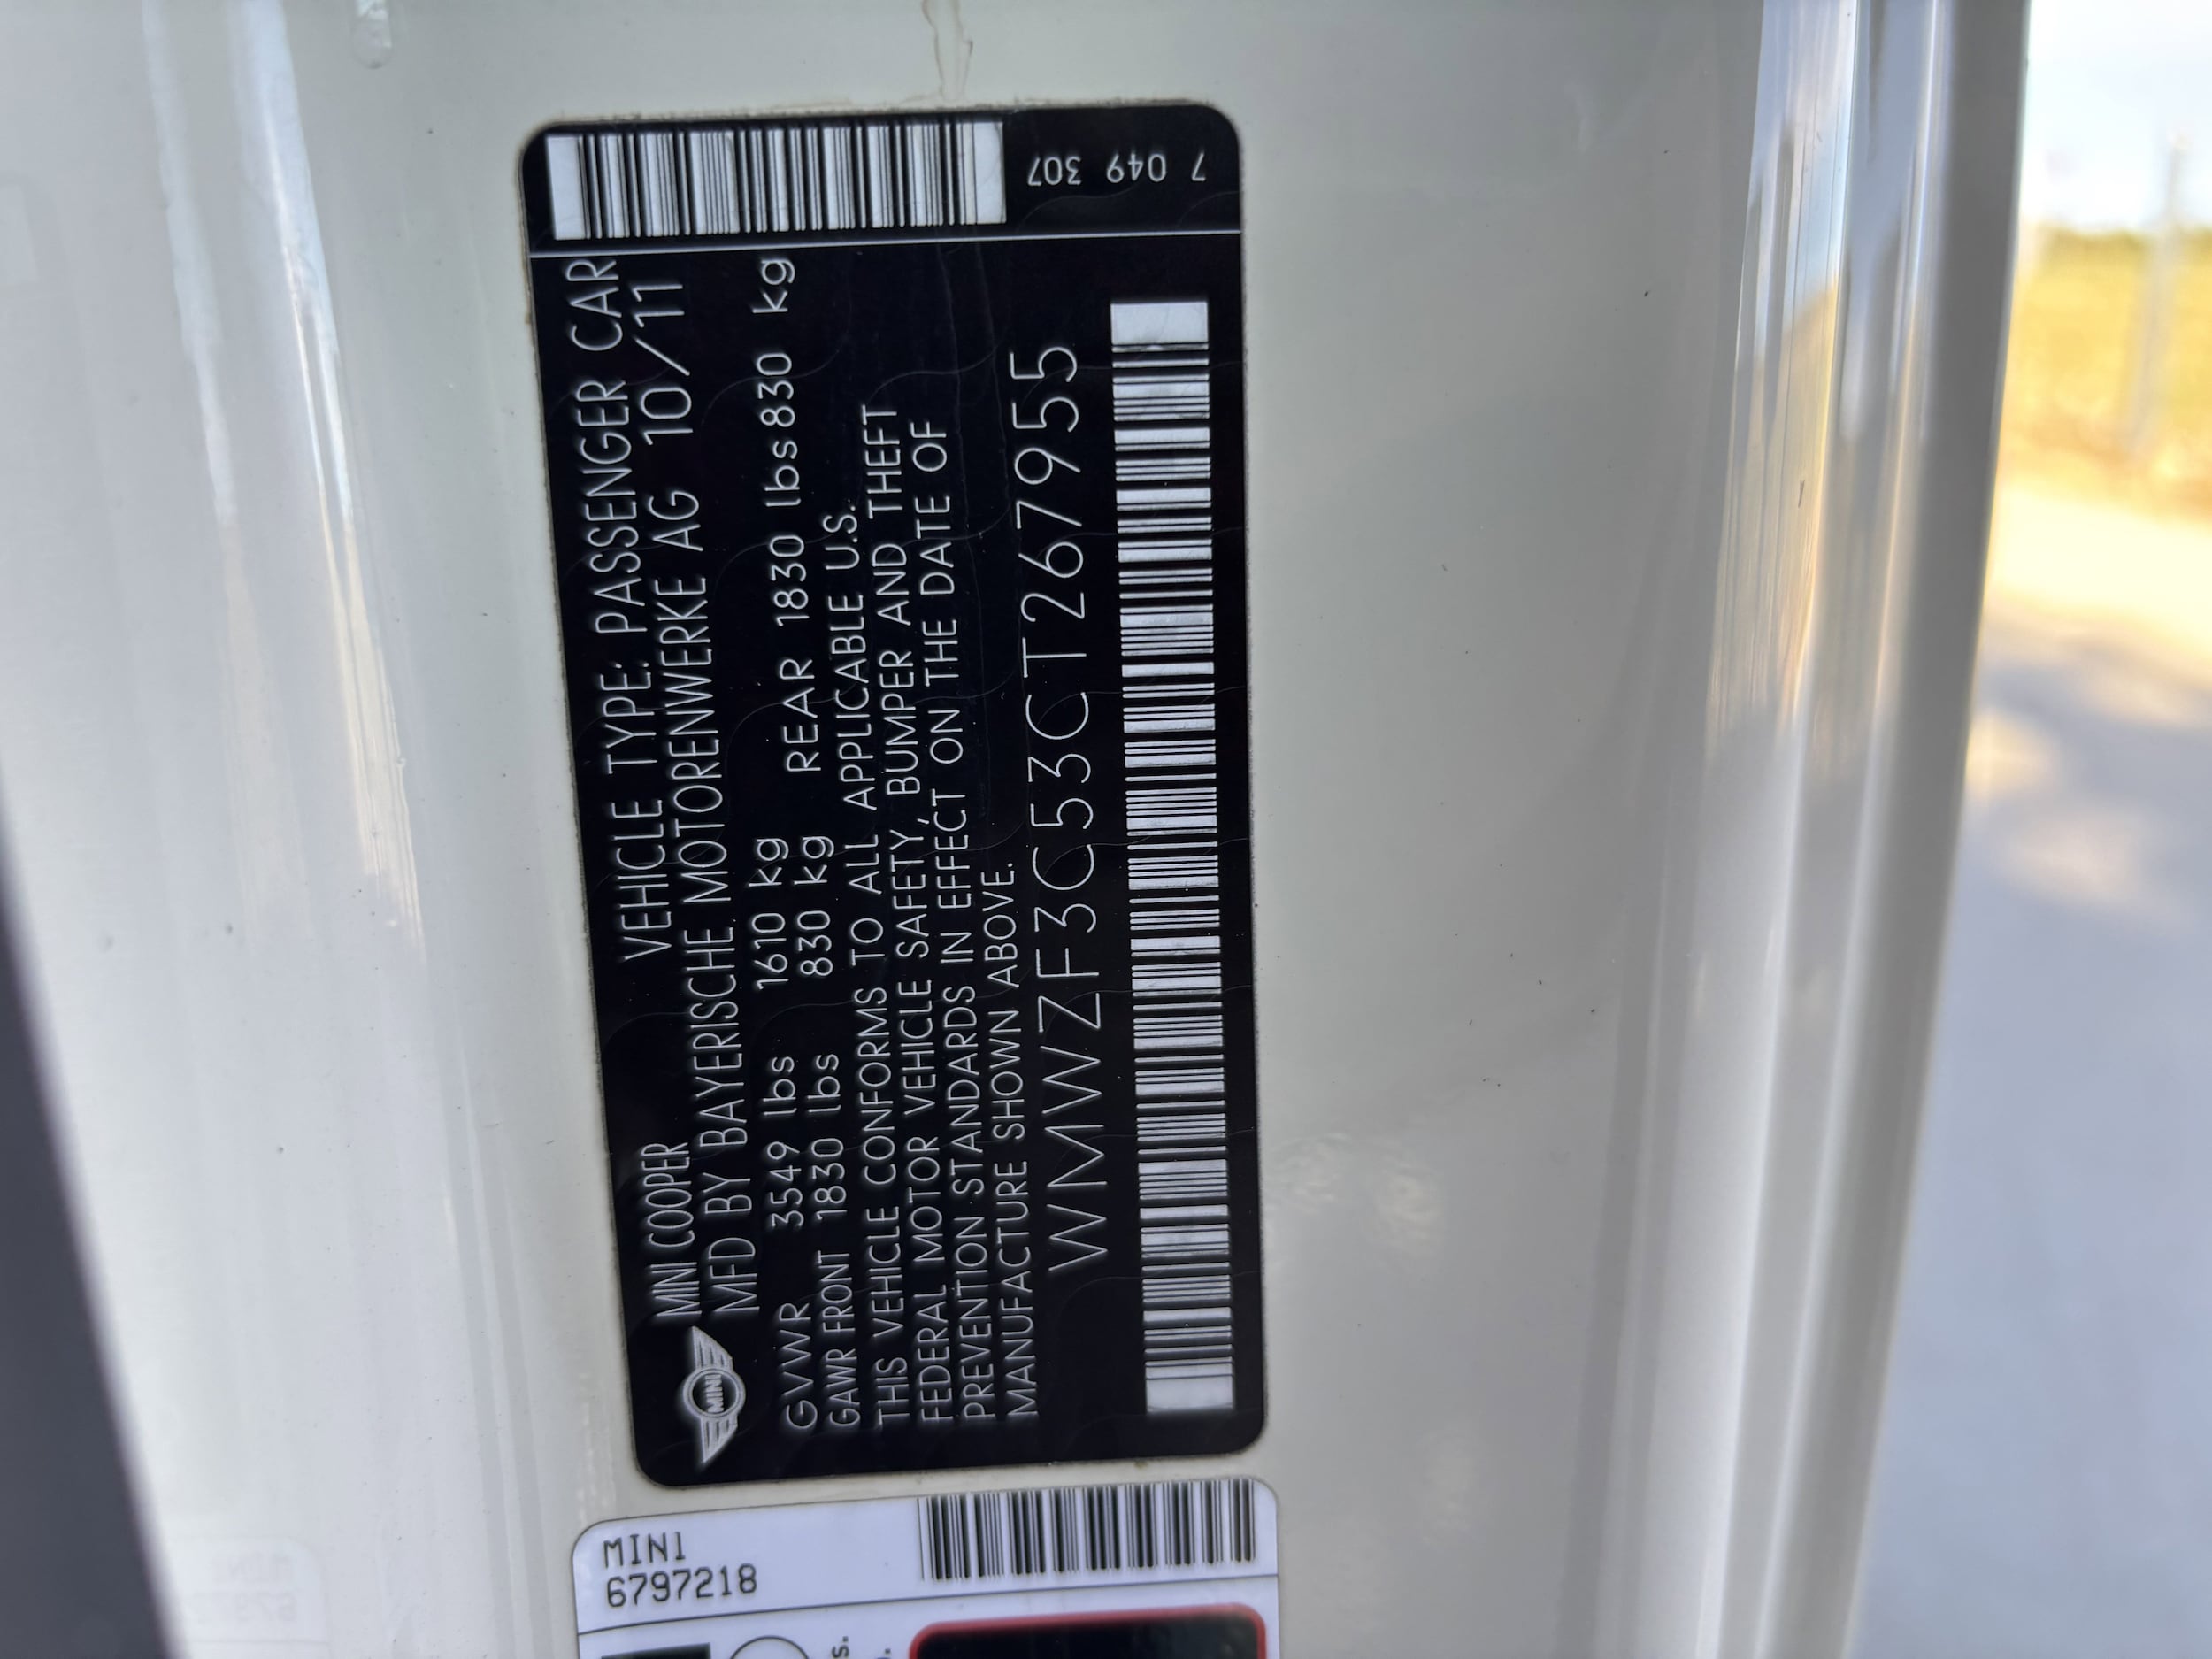 7 049 307
MINI COOPER VEHICLE TYPE: PASSENGER CAR
MFD BY BAYERISCHE MOTORENWERKE AG 10/11
GVWR 3549 lbs 1610 kg
GAWR FRONT 1830 lbs 830 kg REAR 1830 lbs830 kg
THIS VEHICLE CONFORMS TO ALL APPLICABLE U.S.
FEDERAL MOTOR VEHICLE SAFETY, BUMPER AND THEFT
PREVENTION STANDARDS IN EFFECT ON THE DATE OF
MANUFACTURE SHOWN ABOVE.
WMWZF3C53CT267955
MINI
MINI
6797218